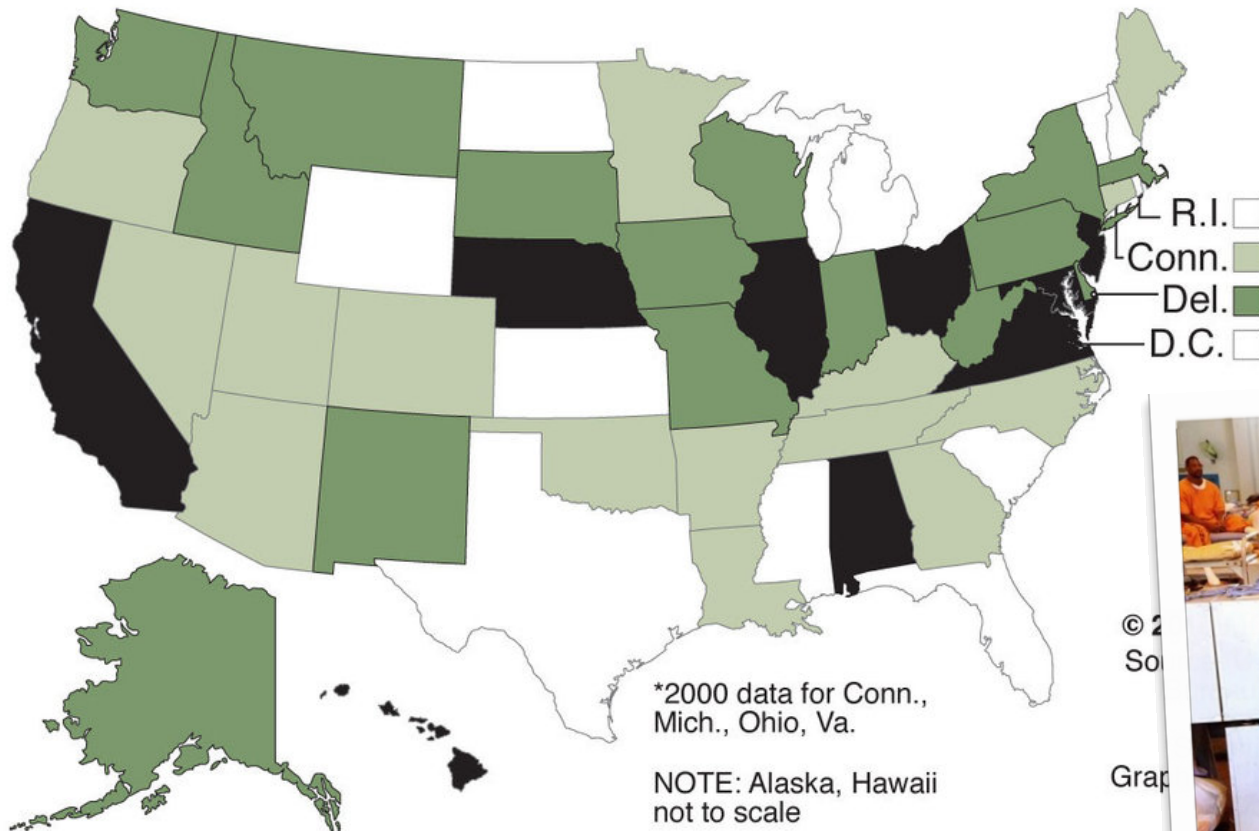 R.I.
Conn.
Del.
D.C.
*2000 data for Conn.,
Mich., Ohio, Va.
NOTE: Alaska, Hawaii
not to scale
©